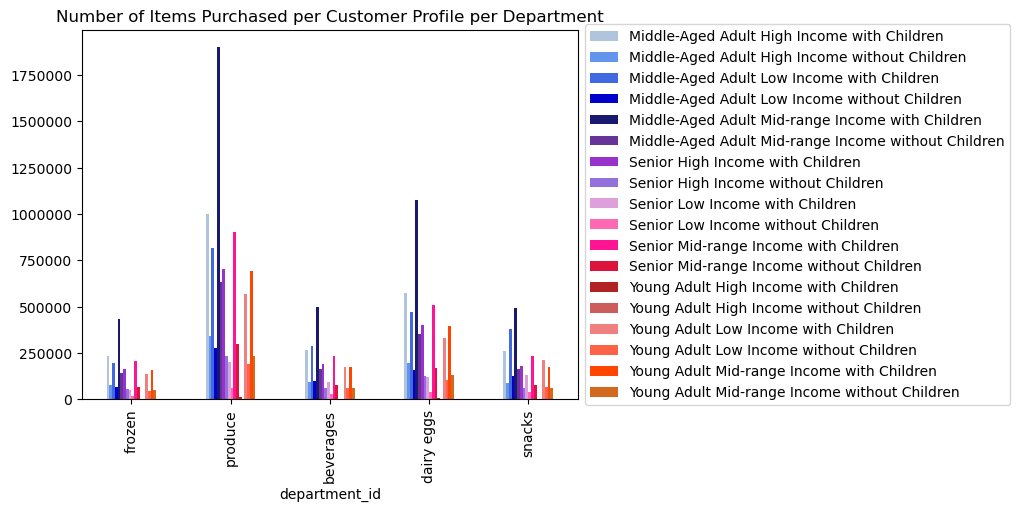 Number of Items Purchased per Customer Profile per Department
1750000
1500000
1250000
1000000
750000
500000
250000
0
frozen
produce
beverages
dairy eggs
snacks
department_id
Middle-Aged Adult High Income with Children
Middle-Aged Adult High Income without Children
Middle-Aged Adult Low Income with Children
Middle-Aged Adult Low Income without Children
Middle-Aged Adult Mid-range Income with Children
Middle-Aged Adult Mid-range Income without Children
Senior High Income with Children
Senior High Income without Children
Senior Low Income with Children
Senior Low Income without Children
Senior Mid-range Income with Children
Senior Mid-range Income without Children
Young Adult High Income with Children
Young Adult High Income without Children
Young Adult Low Income with Children
Young Adult Low Income without Children
Young Adult Mid-range Income with Children
Young Adult Mid-range Income without Children